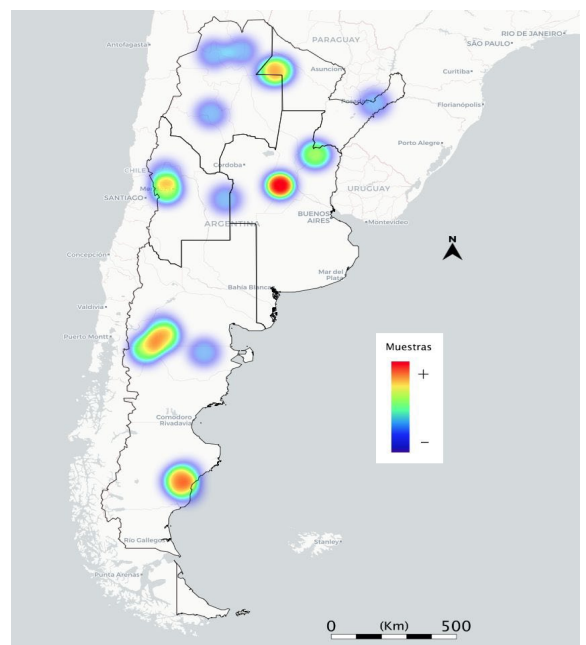 RIO DE JANEIRO
SÃO PAULO
Antofagasta
PARAGUAY
Asuncion
Curitiba
Florianópolis
Porto Alegre
Cordoba
CHILE
SANTIAGO
URUGUAY
BUENOS
AIRES
Montevideo
ARGENTINA
Concepción
N
Mar del
Plata
Bahía Blanca
Valdivia
Puerto Montt
Muestras
+
–
Comodoro
Rivadavia
Río Gallegos
Stanley
Punta Arenas
0 (Km) 500